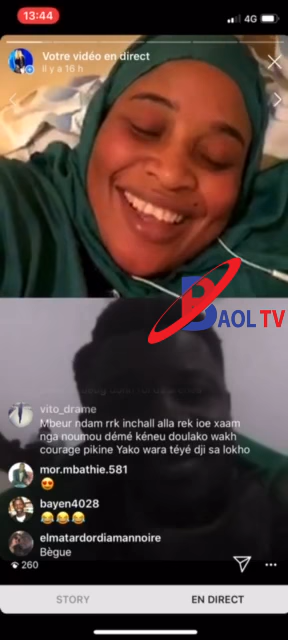 13:44
4G
Votre vidéo en direct
il y a 16 h
BAOL TV
vito_drame
Mbeur ndam rrk inchall alla rek ioe xaam
nga noumou démé kéneu doulako wakh
courage pikine Yako wara téyé dji sa lokho
mor.mbathie.581
😍
bayen4028
😂😂😂
elmatardordiamannoire
Bègue
260
STORY
EN DIRECT